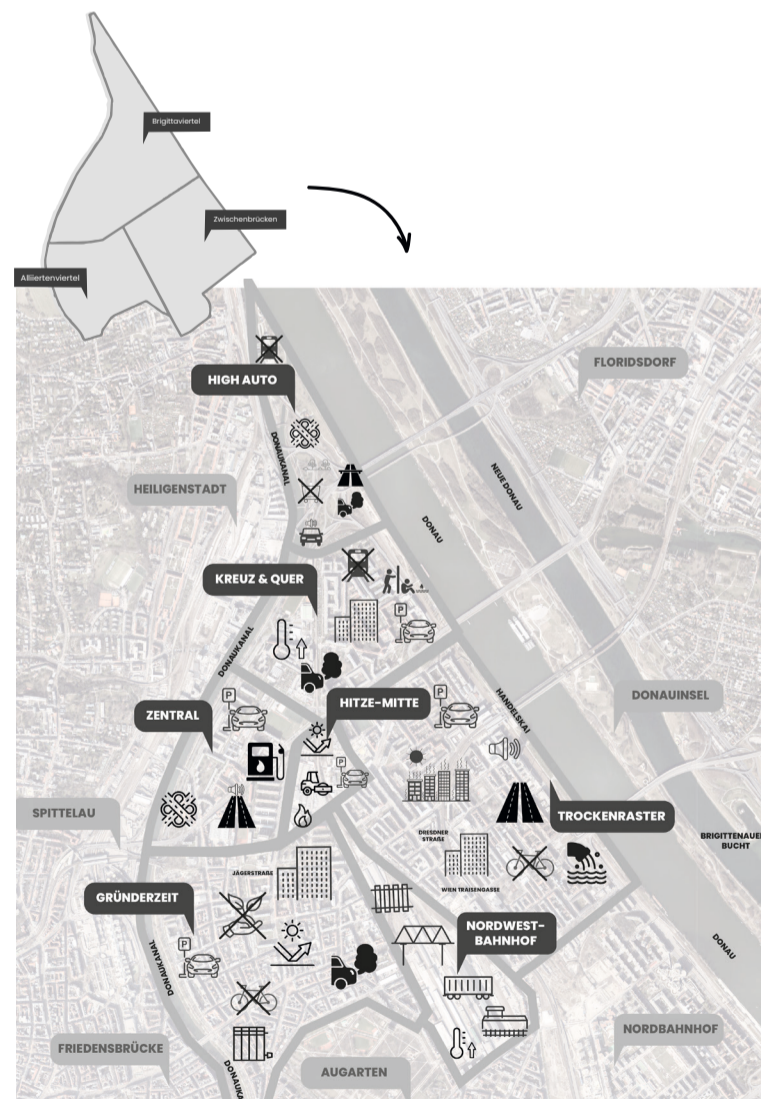 Brigittaviertel
Zwischenbrücken
Alliiertenviertel
FLORIDSDORF
HIGH AUTO
DONAUKANAL
HEILIGENSTADT
NEUE DONAU
DONAU
KREUZ & QUER
P
DONAUKANAL
P
P
HITZE-MITTE
HANDELSKAI
DONAUINSEL
ZENTRAL
P
SPITTELAU
TROCKENRASTER
DRESDNER
STRAßE
BRIGITTENAUER
BUCHT
JÄGERSTRAßE
WIEN TRAISENGASSE
GRÜNDERZEIT
NORDWEST-
BAHNHOF
P
DONAUKANAL
DONAU
FRIEDENSBRÜCKE
NORDBAHNHOF
AUGARTEN
DONAUKA